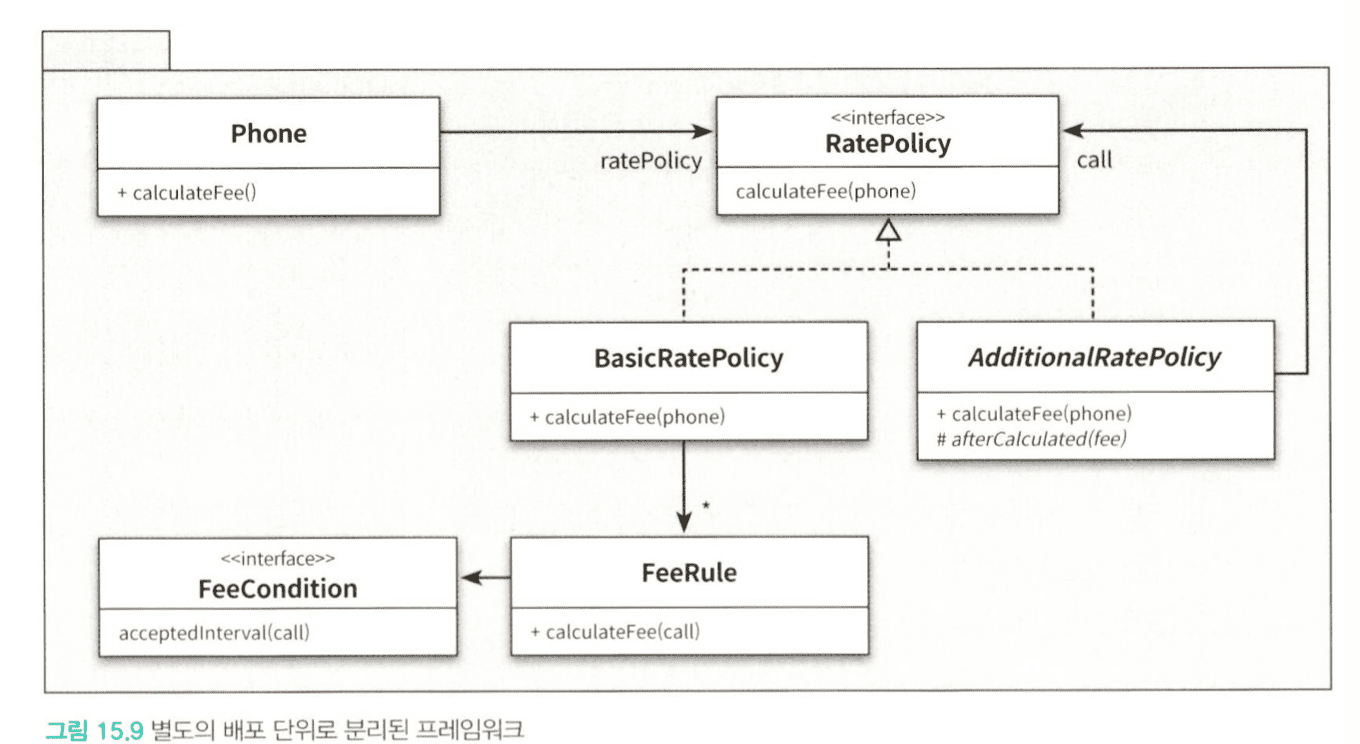 Phone
+ calculateFee()
ratePolicy
<<interface>>
RatePolicy
calculateFee(phone)
call
BasicRatePolicy
+ calculateFee(phone)
AdditionalRatePolicy
+ calculateFee(phone)
# afterCalculated(fee)
*
<<interface>>
FeeCondition
acceptedInterval(call)
FeeRule
+ calculateFee(call)
그림 15.9 별도의 배포 단위로 분리된 프레임워크